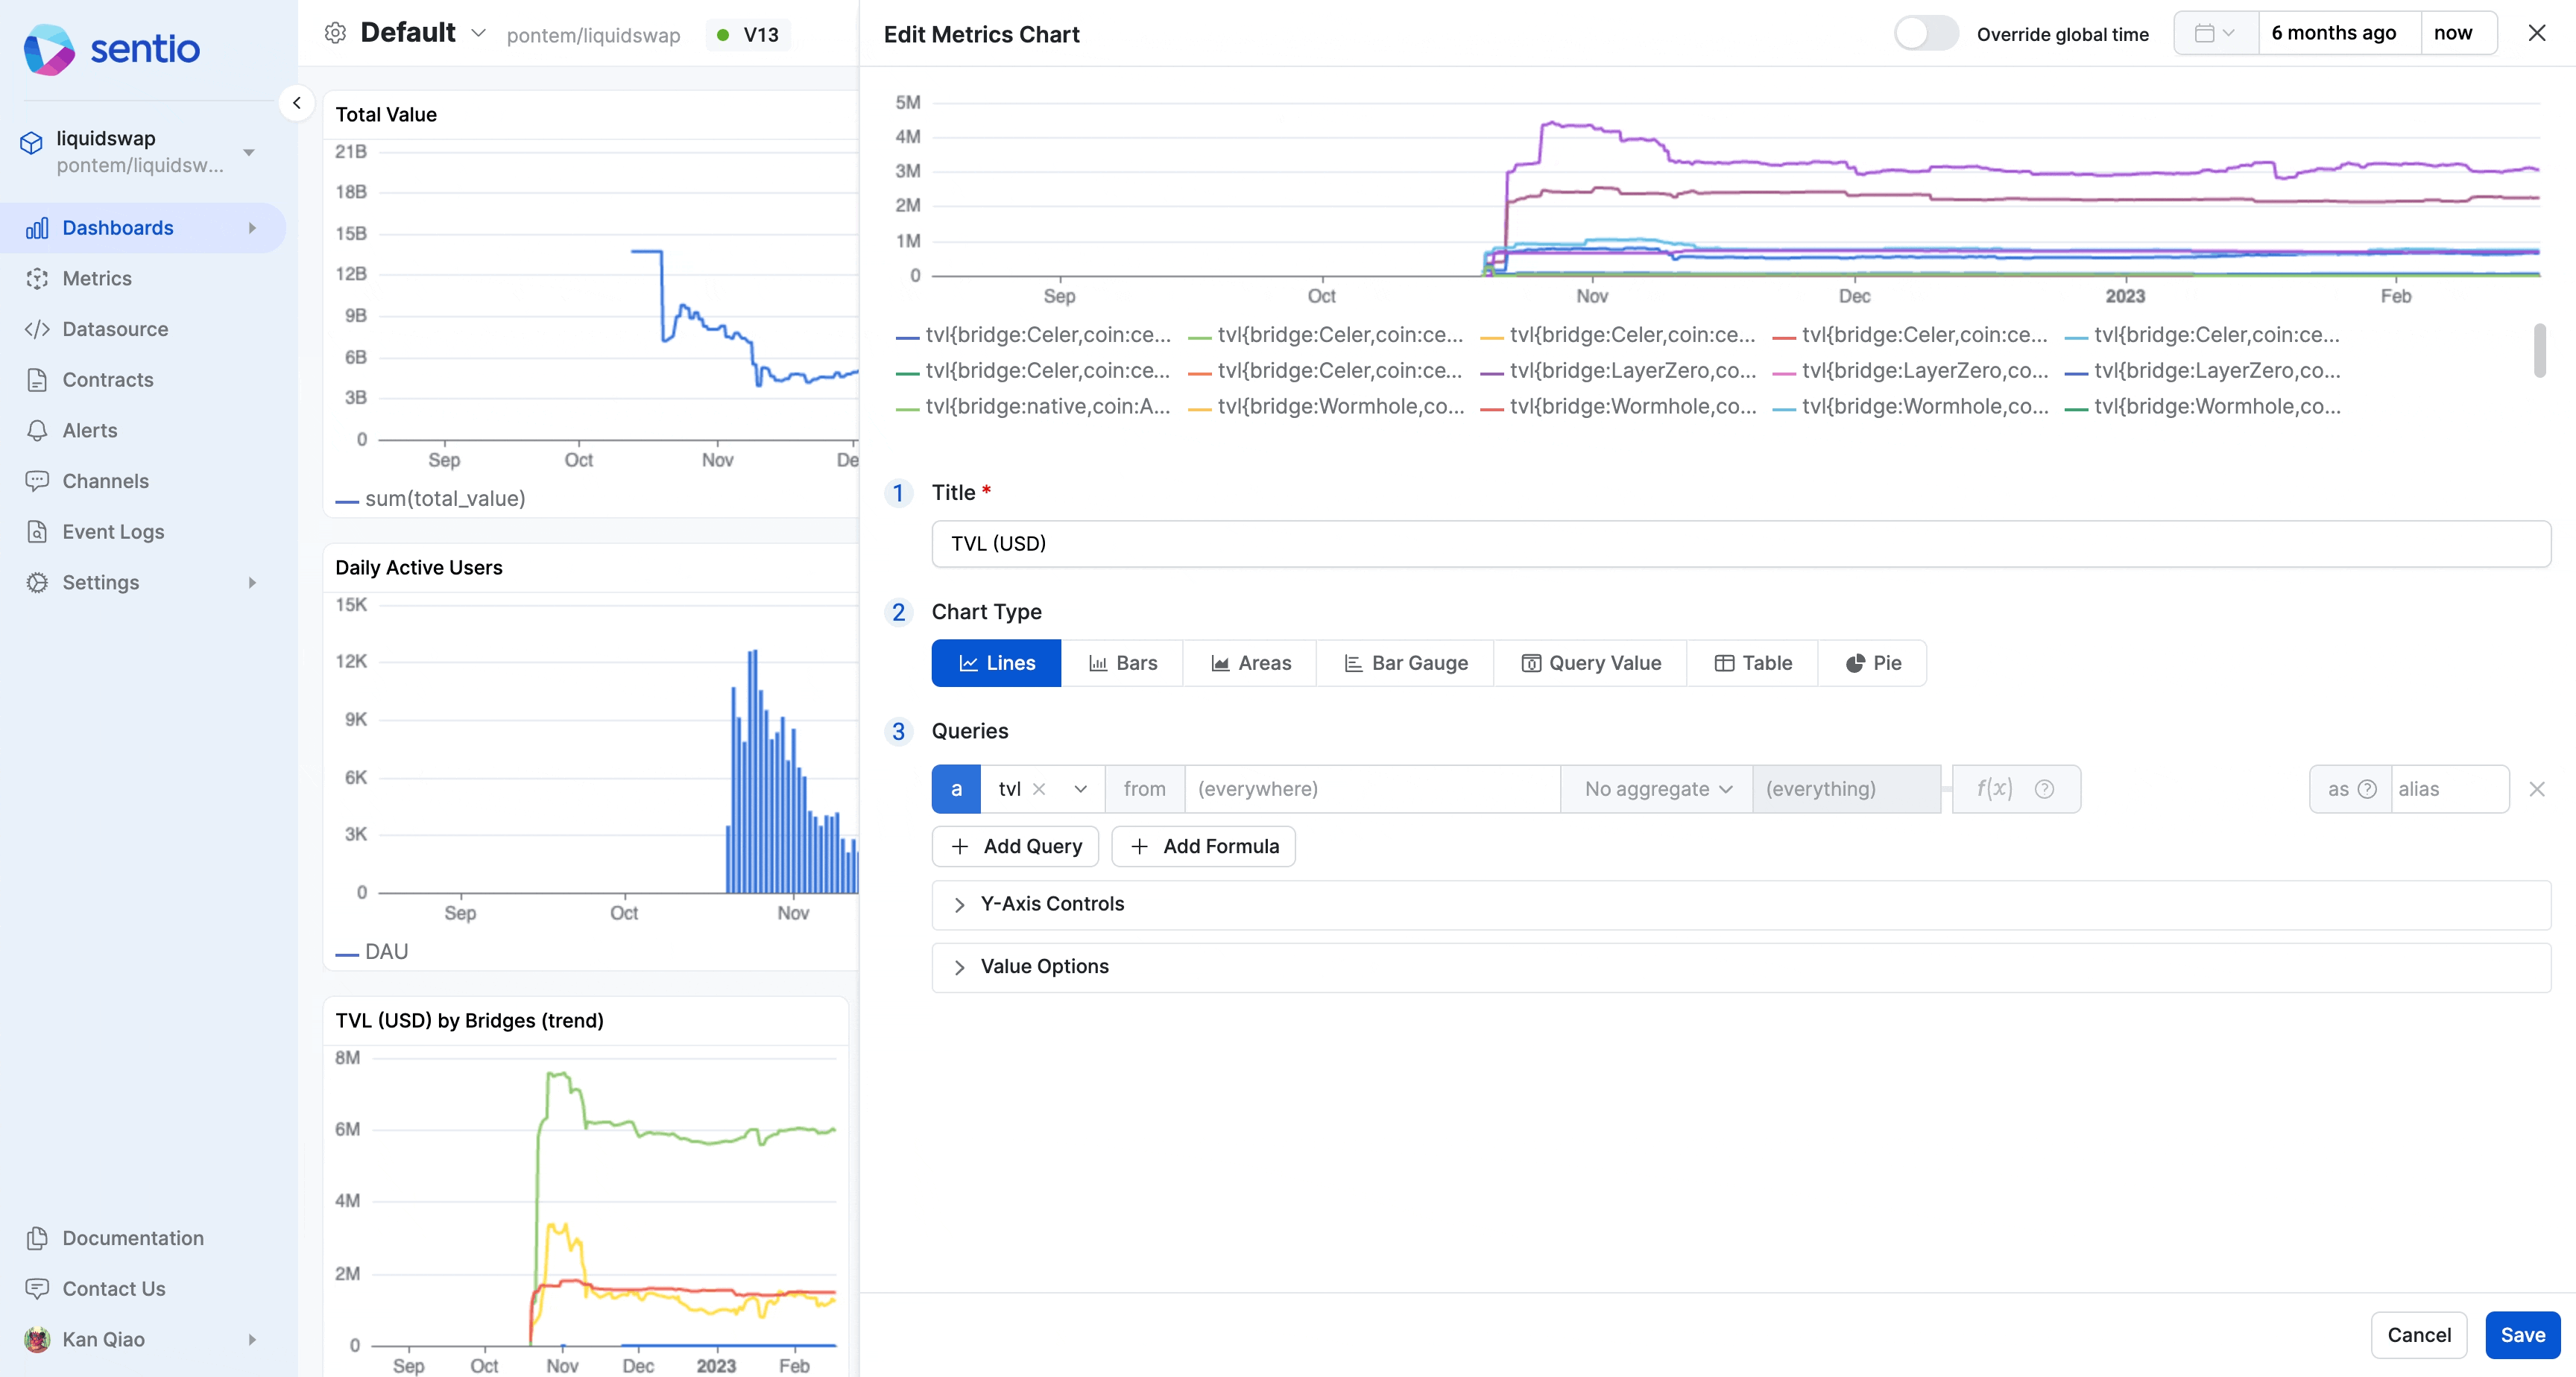 sentio
liquidswap
pontem/liquidsw...
Dashboards
Metrics
Datasource
Contracts
Alerts
Channels
Event Logs
Settings
Documentation
Contact Us
Kan Qiao
Default
pontem/liquidswap
V13
Total Value
21B
18B
15B
12B
9B
6B
3B
0
Sep Oct Nov De
sum(total_value)
Daily Active Users
15K
12K
9K
6K
3K
0
Sep Oct Nov
DAU
TVL (USD) by Bridges (trend)
8M
6M
4M
2M
0
Sep Oct Nov Dec 2023 Feb
Edit Metrics Chart
Override global time
6 months ago
now
5M
4M
3M
2M
1M
0
Sep Oct Nov Dec 2023 Feb
tvl{bridge:Celer,coin:ce... tvl{bridge:Celer,coin:ce... tvl{bridge:Celer,coin:ce... tvl{bridge:Celer,coin:ce... tvl{bridge:Celer,coin:ce...
tvl{bridge:Celer,coin:ce... tvl{bridge:Celer,coin:ce... tvl{bridge:LayerZero,co... tvl{bridge:LayerZero,co... tvl{bridge:LayerZero,co...
tvl{bridge:native,coin:A... tvl{bridge:Wormhole,co... tvl{bridge:Wormhole,co... tvl{bridge:Wormhole,co... tvl{bridge:Wormhole,co...
1 Title *
TVL (USD)
2 Chart Type
Lines Bars Areas Bar Gauge Query Value Table Pie
3 Queries
a tvl from (everywhere) No aggregate (everything) f(x) as alias
+ Add Query + Add Formula
Y-Axis Controls
Value Options
Cancel Save